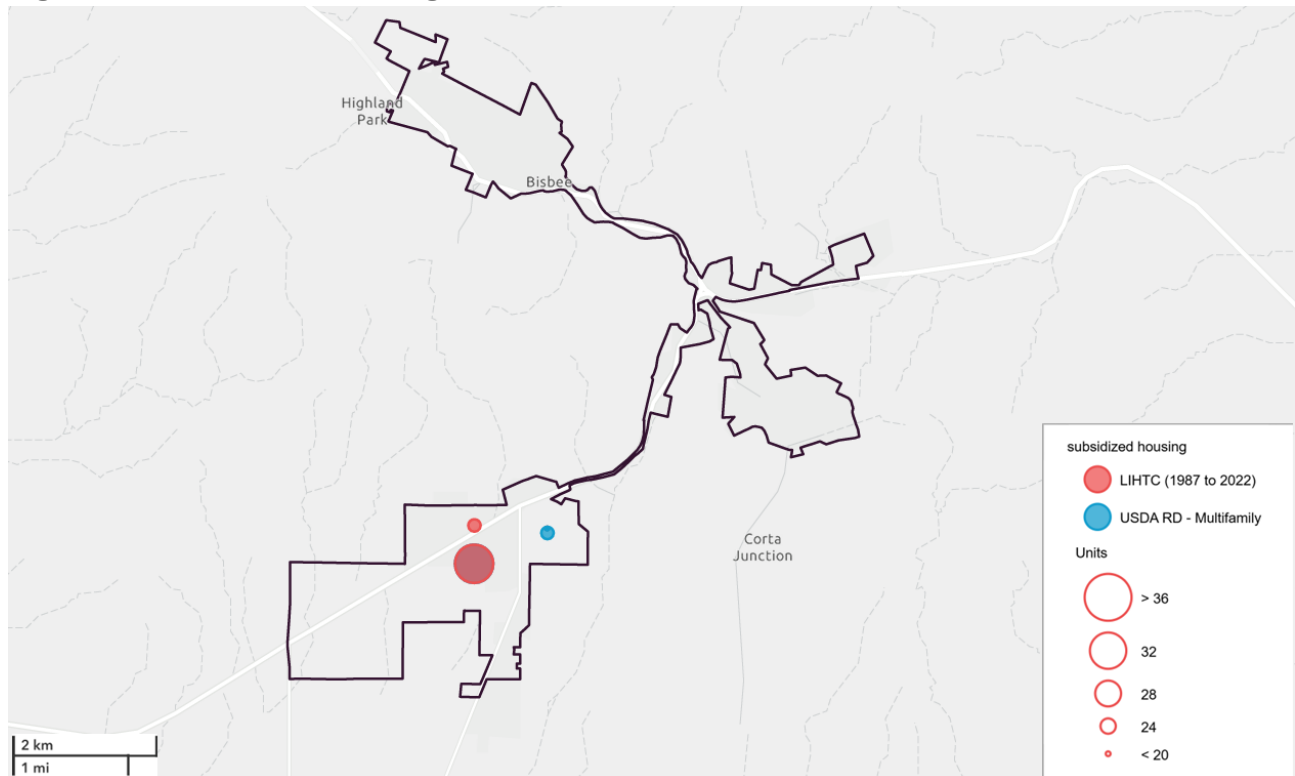 Highland
Park
Bisbee
Corta
Junction
subsidized housing
LIHTC (1987 to 2022)
USDA RD - Multifamily
Units
> 36
32
28
24
< 20
2 km
1 mi